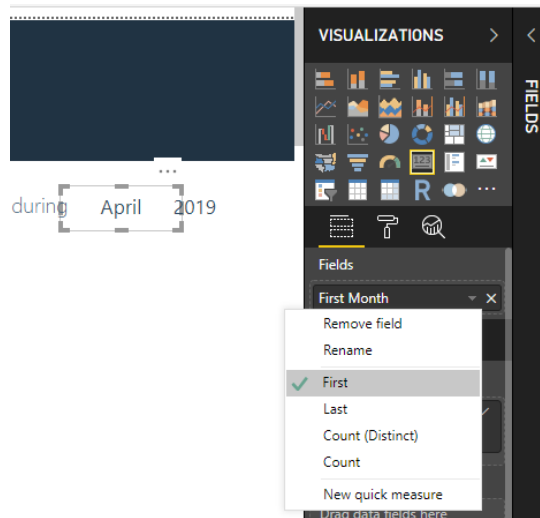 VISUALIZATIONS
FIELDS
123
R
during April 2019
Fields
First Month
Remove field
Rename
First
Last
Count (Distinct)
Count
New quick measure
Drag data fields here